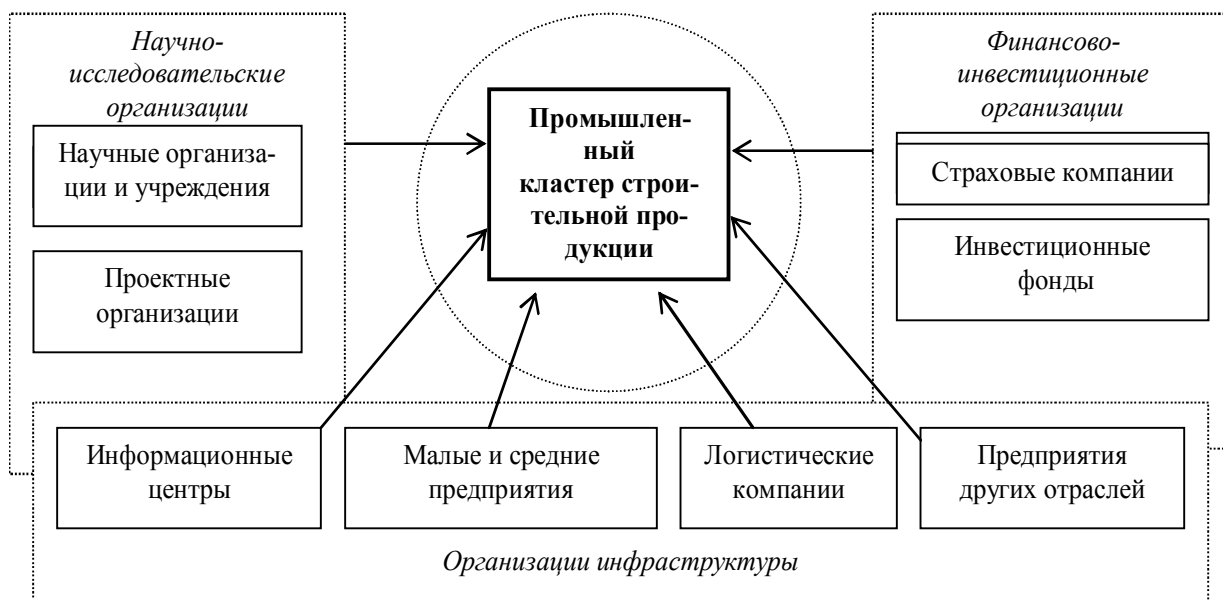 Научно-
исследовательские
организации
Научные организа-
ции и учреждения
Проектные
организации
Промышлен-
ный
кластер строи-
тельной про-
дукции
Финансово-
инвестиционные
организации
Страховые компании
Инвестиционные
фонды
Информационные
центры
Малые и средние
предприятия
Логистические
компании
Предприятия
других отраслей
Организации инфраструктуры